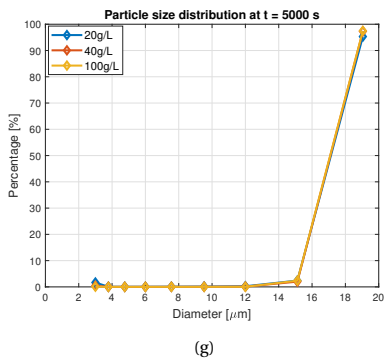 Particle size distribution at t = 5000 s
100
90
80
70
60
50
40
30
20
10
0
Percentage [%]
20g/L
40g/L
100g/L
0 2 4 6 8 10 12 14 16 18 20
Diameter [μm]
(g)